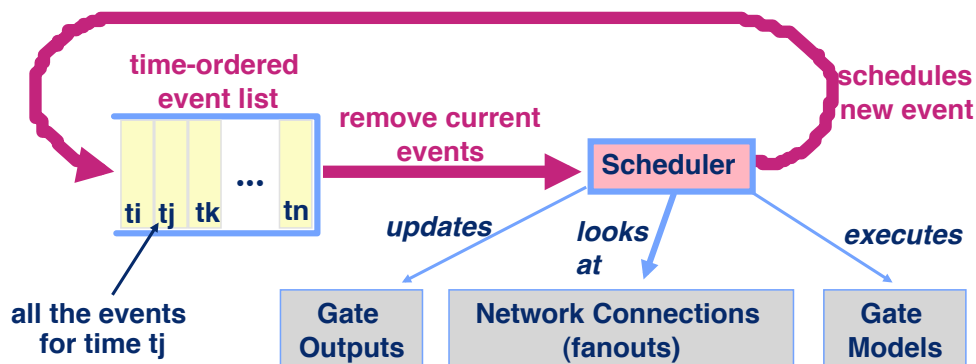 time-ordered
event list
schedules
new event
remove current
events
Scheduler
ti tj tk ... tn
updates
looks
at
executes
all the events
for time tj
Gate
Outputs
Network Connections
(fanouts)
Gate
Models